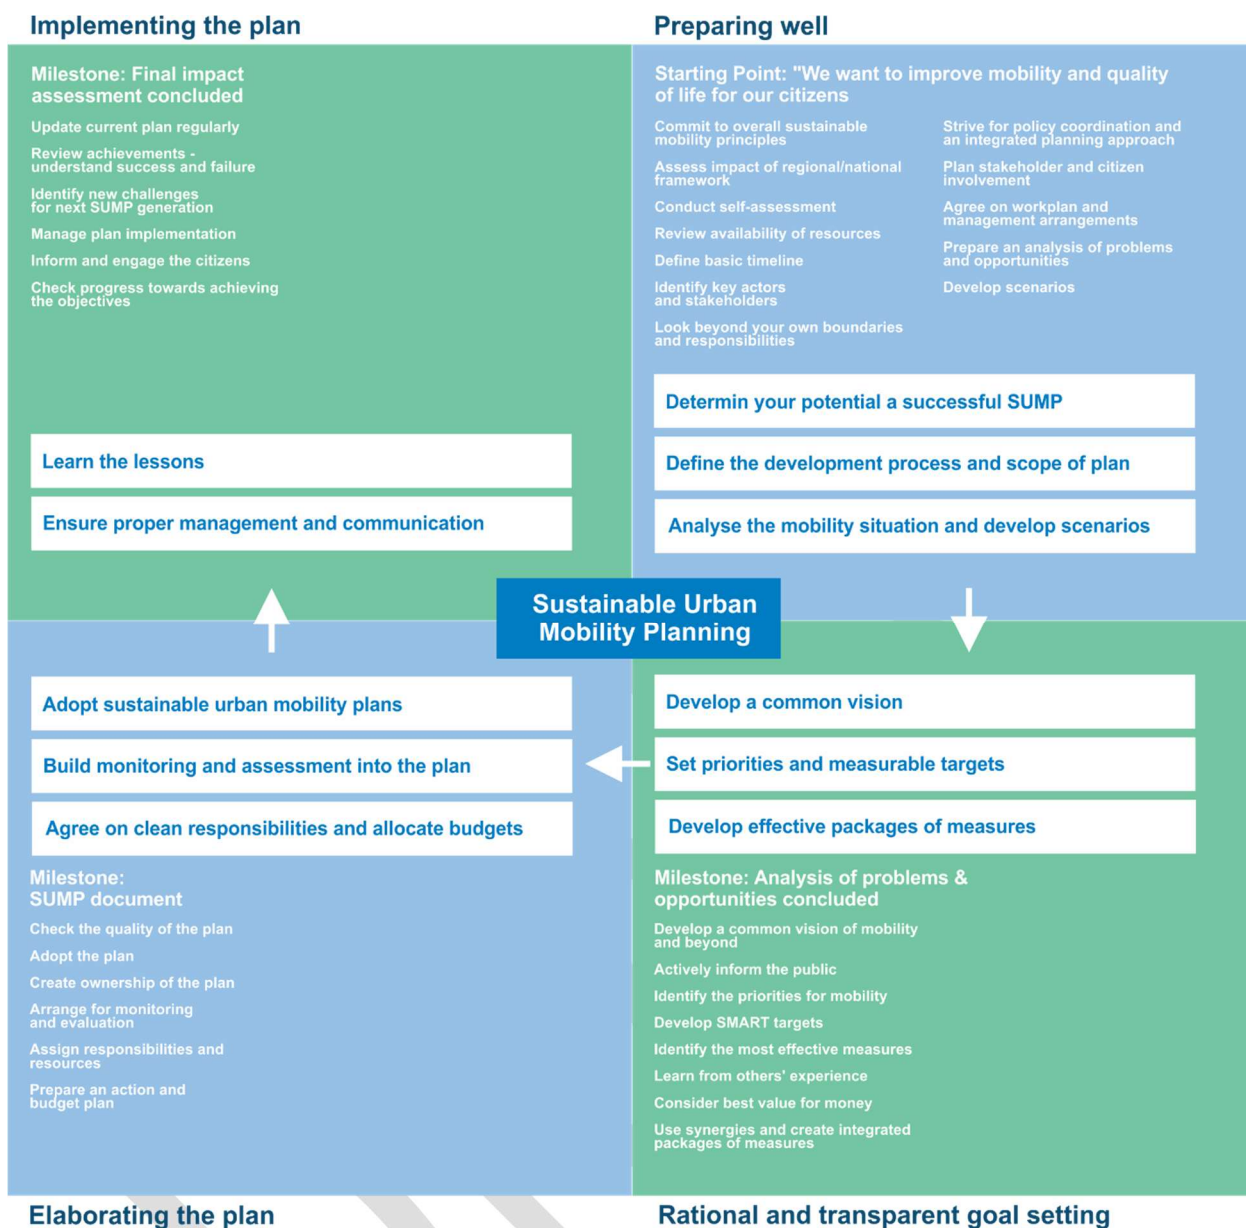 Implementing the plan
Milestone: Final impact
assessment concluded
Update current plan regularly
Review achievements -
understand success and failure
Identify new challenges
for next SUMP generation
Manage plan implementation
Inform and engage the citizens
Check progress towards achieving
the objectives
Learn the lessons
Ensure proper management and communication
Preparing well
Starting Point: "We want to improve mobility and quality
of life for our citizens
Commit to overall sustainable
mobility principles
Assess impact of regional/national
framework
Conduct self-assessment
Review availability of resources
Define basic timeline
Identify key actors
and stakeholders
Look beyond your own boundaries
and responsibilities
Strive for policy coordination and
an integrated planning approach
Plan stakeholder and citizen
involvement
Agree on workplan and
management arrangements
Prepare an analysis of problems
and opportunities
Develop scenarios
Determin your potential a successful SUMP
Define the development process and scope of plan
Analyse the mobility situation and develop scenarios
Sustainable Urban
Mobility Planning
Adopt sustainable urban mobility plans
Build monitoring and assessment into the plan
Agree on clean responsibilities and allocate budgets
Milestone:
SUMP document
Check the quality of the plan
Adopt the plan
Create ownership of the plan
Arrange for monitoring
and evaluation
Assign responsibilities and
resources
Prepare an action and
budget plan
Elaborating the plan
Develop a common vision
Set priorities and measurable targets
Develop effective packages of measures
Milestone: Analysis of problems &
opportunities concluded
Develop a common vision of mobility
and beyond
Actively inform the public
Identify the priorities for mobility
Develop SMART targets
Identify the most effective measures
Learn from others' experience
Consider best value for money
Use synergies and create integrated
packages of measures
Rational and transparent goal setting